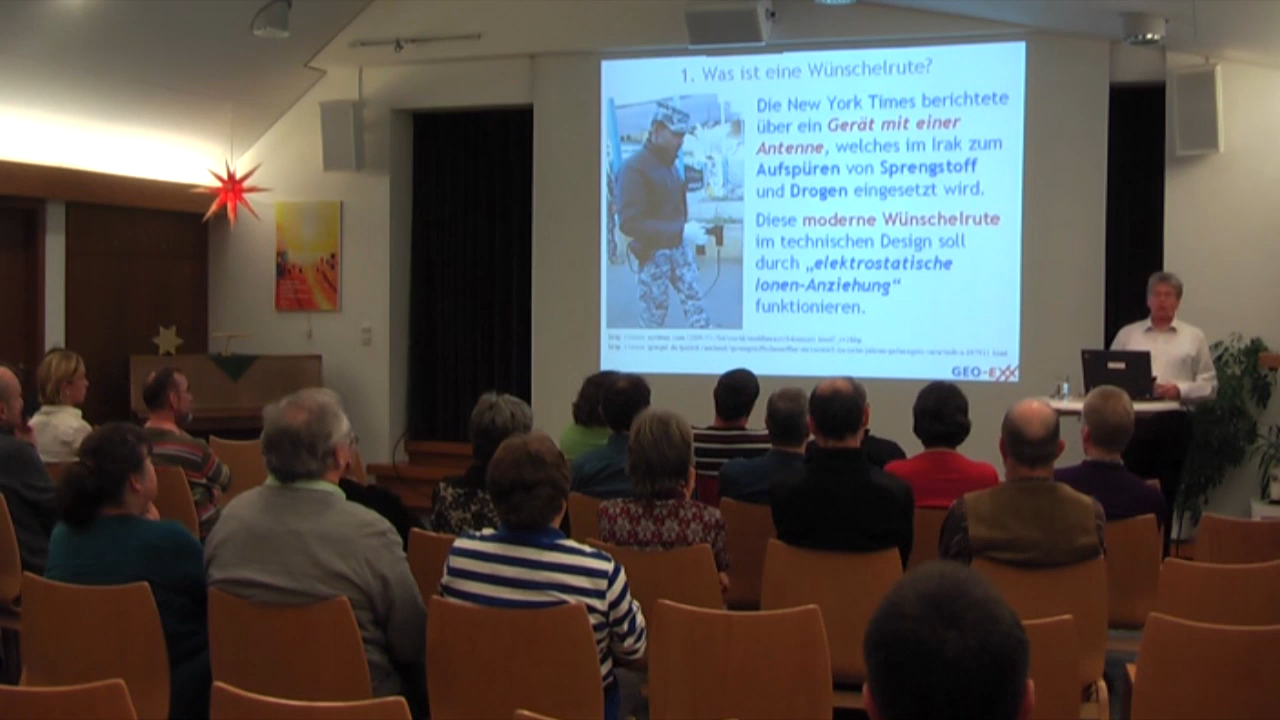 1. Was ist eine Wünschelrute?
Die New York Times berichtete
über ein Gerät mit einer
Antenne, welches im Irak zum
Aufspüren von Sprengstoff
und Drogen eingesetzt wird.
Diese moderne Wünschelrute
im technischen Design soll
durch „elektrostatische
Ionen-Anziehung“
funktionieren.
GEO-EXX